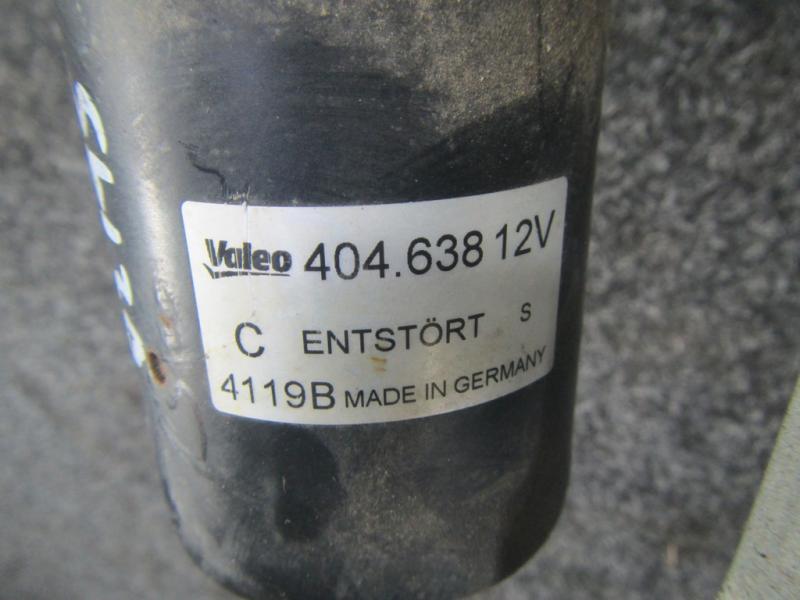 Valeo 404.638 12V
C ENTSTÖRT S
4119B MADE IN GERMANY